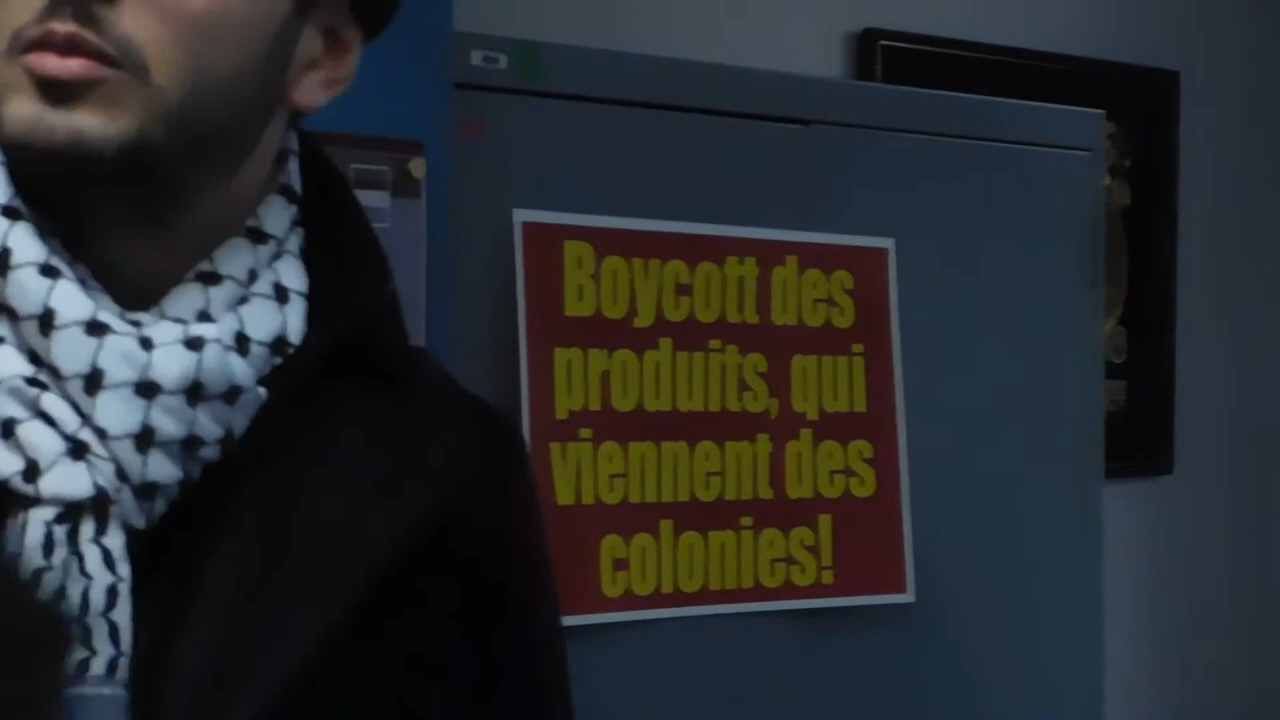 Boycott des
produits, qui
viennent des
colonies!